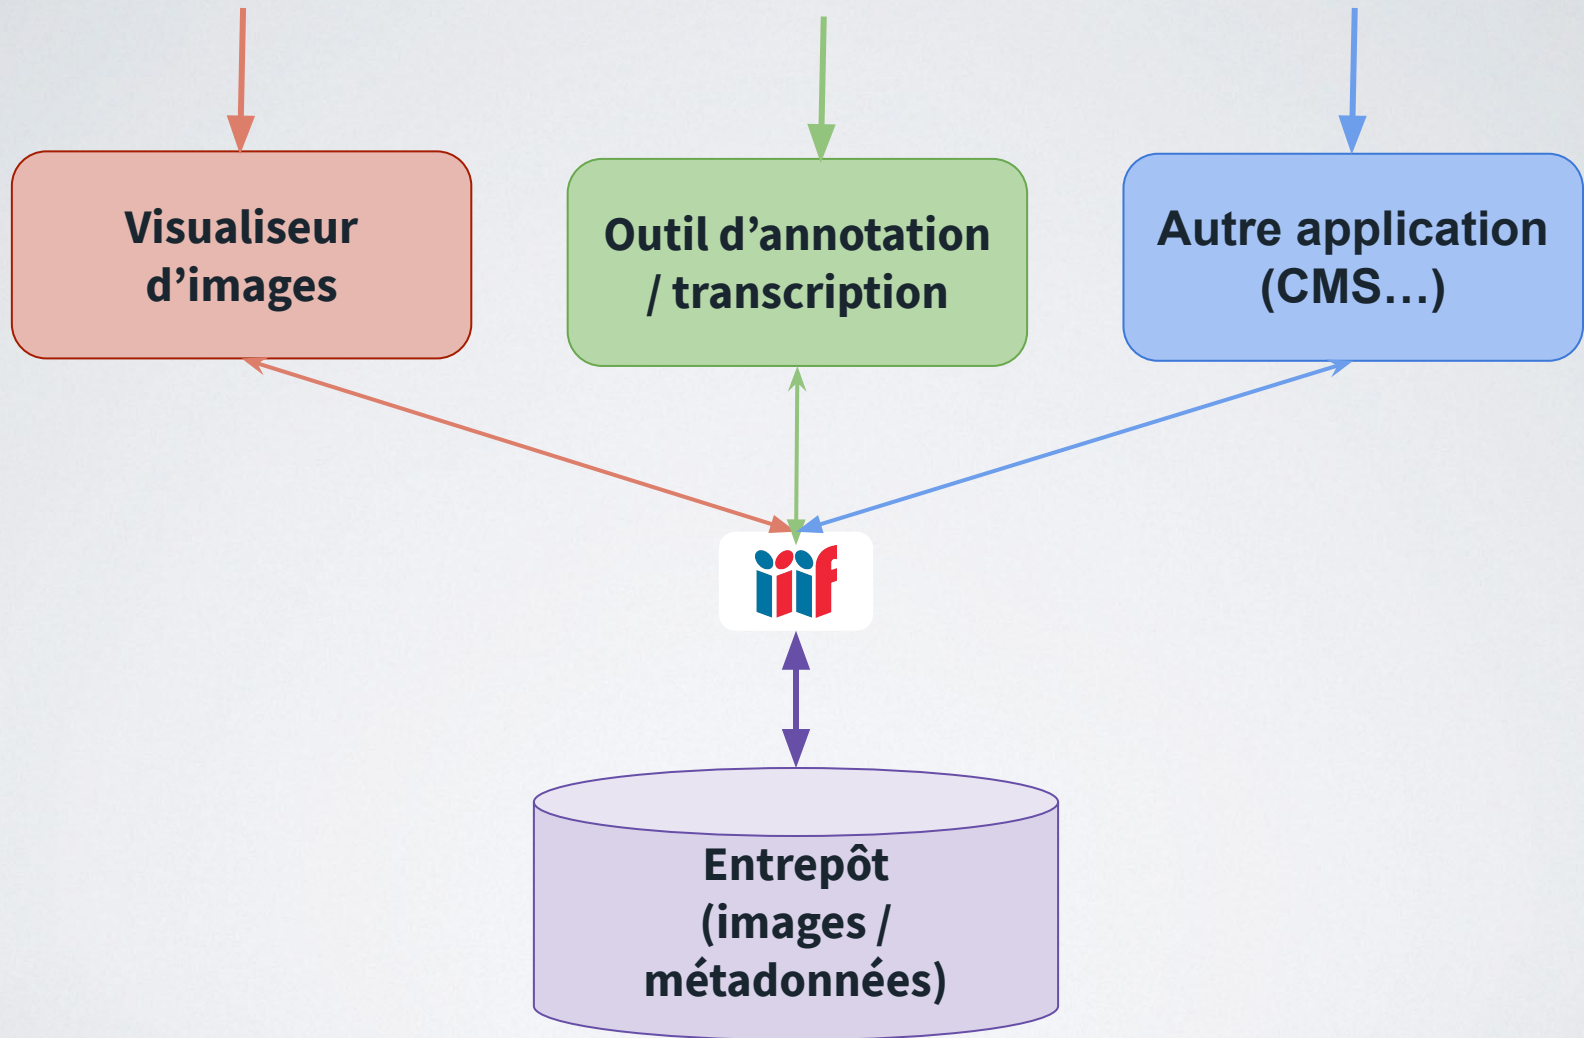 Visualiseur
d’images
Outil d’annotation
/ transcription
Autre application
(CMS…)
iiif
Entrepôt
(images /
métadonnées)